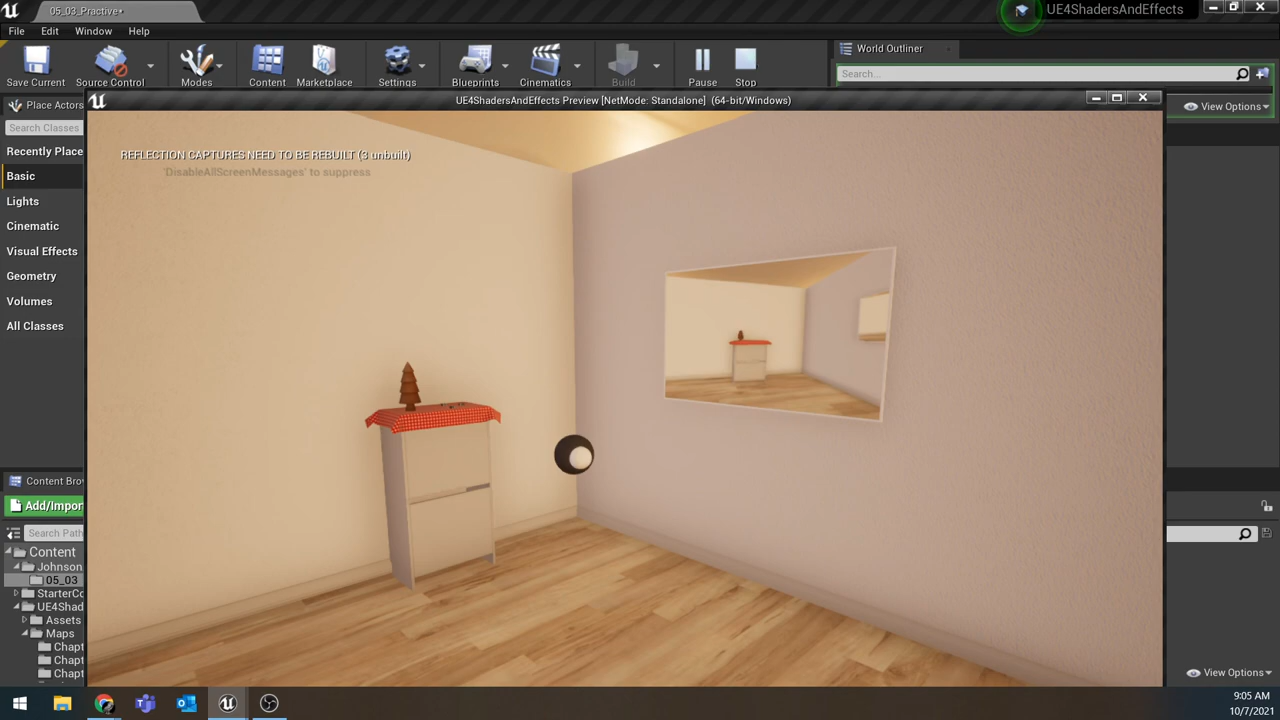 05_03_Practive•
UE4ShadersAndEffects
File Edit Window Help
World Outliner
Save Current Source Control Modes Content Marketplace Settings Blueprints Cinematics Build Pause Stop
Search...
Place Actors
UE4ShadersAndEffects Preview [NetMode: Standalone] (64-bit/Windows)
View Options
Search Classes
Recently Place
Basic
Lights
Cinematic
Visual Effects
Geometry
Volumes
All Classes
REFLECTION CAPTURES NEED TO BE REBUILT (3 unbuilt)
'DisableAllScreenMessages' to suppress
Content Brow
Add/Impor
Search Path
Content
Johnson
05_03
StarterCo
UE4Shad
Assets
Maps
Chapt
Chapt
Chapt
View Options
9:05 AM
10/7/2021